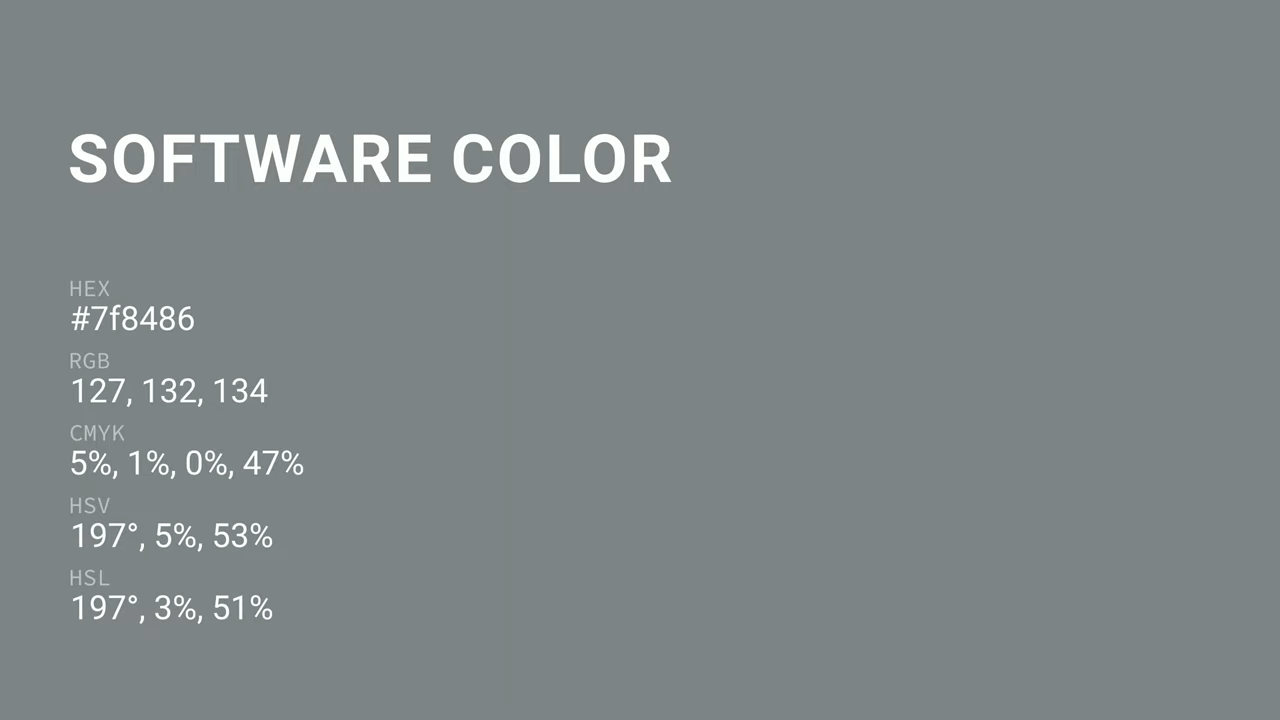 SOFTWARE COLOR
HEX
#7f8486
RGB
127, 132, 134
CMYK
5%, 1%, 0%, 47%
HSV
197°, 5%, 53%
HSL
197°, 3%, 51%